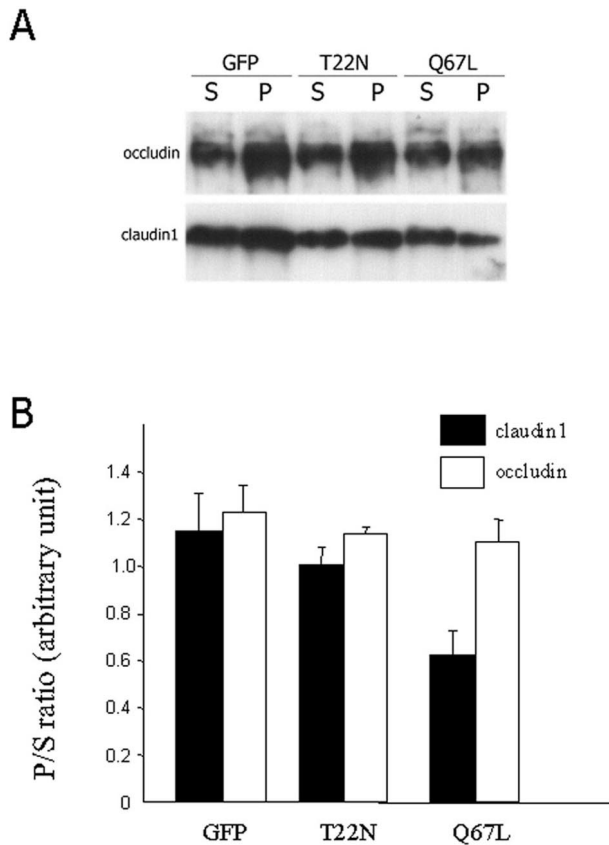 A
GFP T22N Q67L
S P S P S P
occludin
claudin1
B
claudin1
occludin
P/S ratio (arbitrary unit)
1.4
1.2
1.0
0.8
0.6
0.4
0.2
0
GFP T22N Q67L